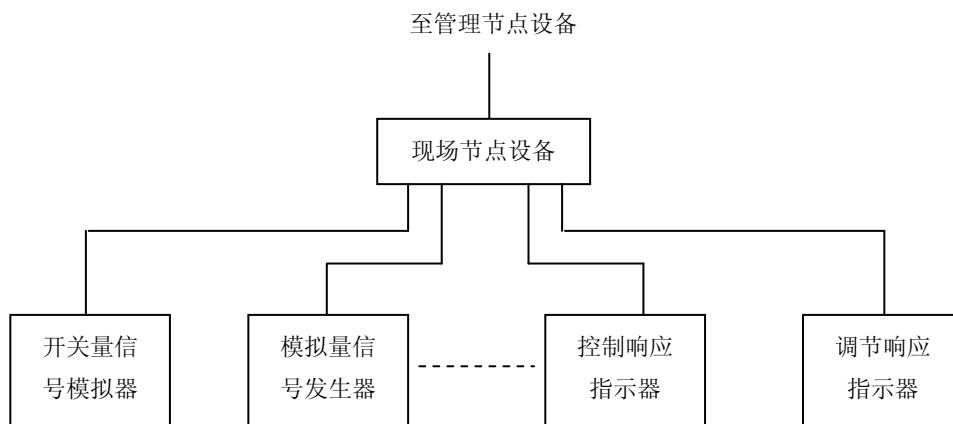 至管理节点设备
现场节点设备
开关量信
号模拟器
模拟量信
号发生器
控制响应
指示器
调节响应
指示器